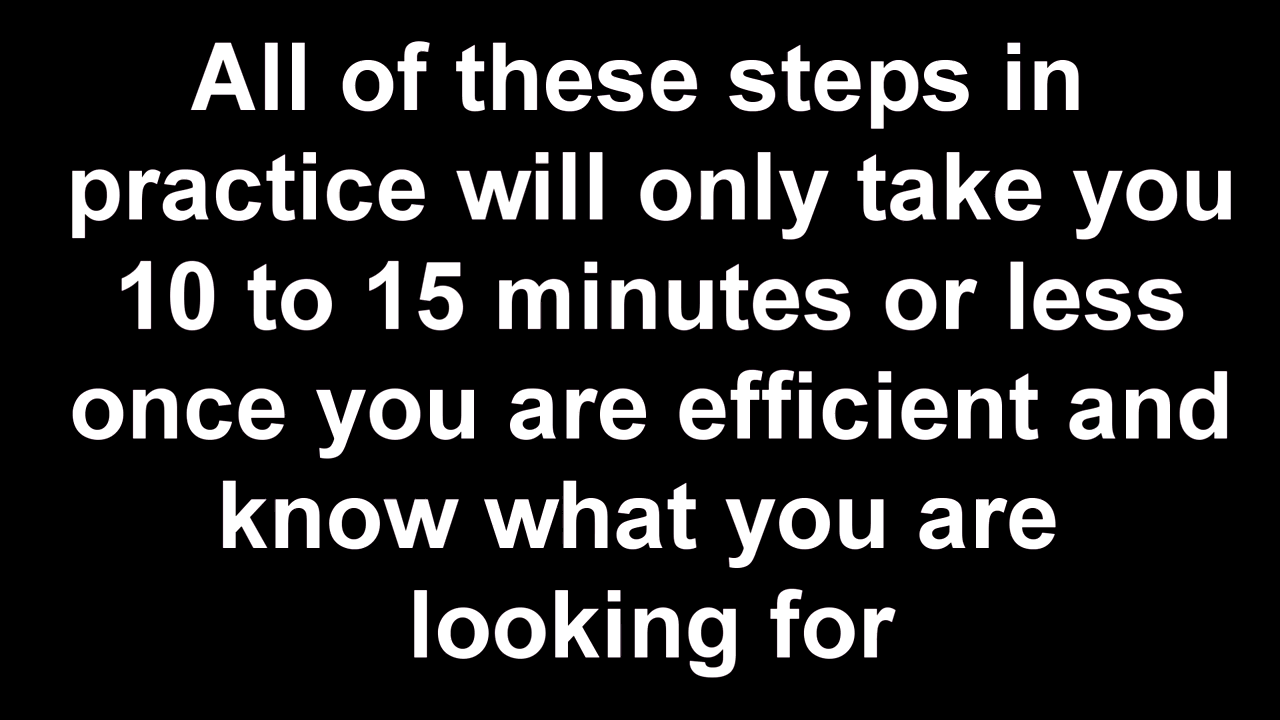 All of these steps in
practice will only take you
10 to 15 minutes or less
once you are efficient and
know what you are
looking for